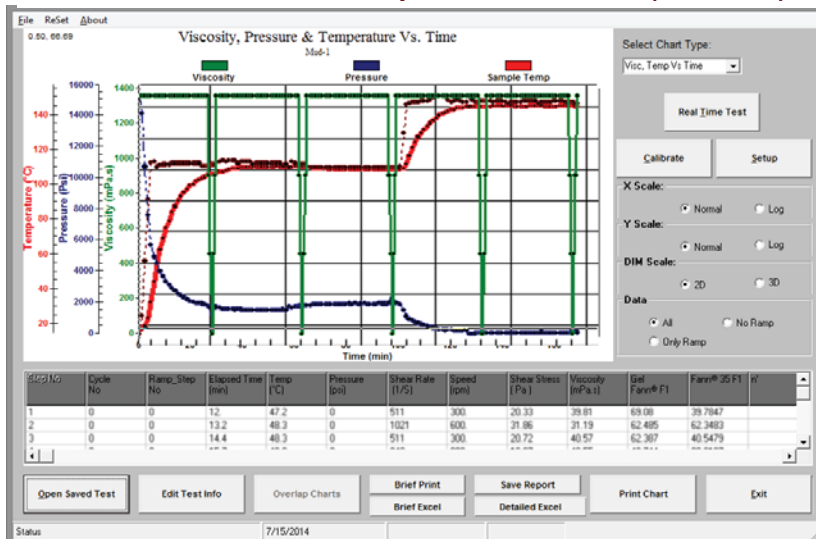 File ReSet About
0.50, 66.69
Viscosity, Pressure & Temperature Vs. Time
Mud-1
Viscosity Pressure Sample Temp
Temperature (°C)
140
120
100
80
60
40
20
Pressure (Psi)
16000
14000
12000
10000
8000
6000
4000
2000
0
Viscosity (mPa.s)
1400
1200
1000
800
600
400
200
0
Time (min)
Select Chart Type:
Visc, Temp Vs Time
Real Time Test
Calibrate Setup
X Scale:
Normal Log
Y Scale:
Normal Log
DIM Scale:
2D 3D
Data
All No Ramp
Only Ramp
Step No Cycle No Ramp_Step No Elapsed Time (min) Temp (°C) Pressure (psi) Shear Rate (1/S) Speed (rpm) Shear Stress (Pa) Viscosity (mPa.s) Gel Fann® F1 Fann® 35 F1 n'
1 0 0 12. 47.2 0 511 300. 20.33 39.81 69.08 39.7847
2 0 0 13.2 48.3 0 1021 600. 31.86 31.19 62.485 62.3483
3 0 0 14.4 48.3 0 511 300. 20.72 40.57 62.387 40.5479
Open Saved Test Edit Test Info Overlap Charts Brief Print Save Report Print Chart Exit
Brief Excel Detailed Excel
Status 7/15/2014